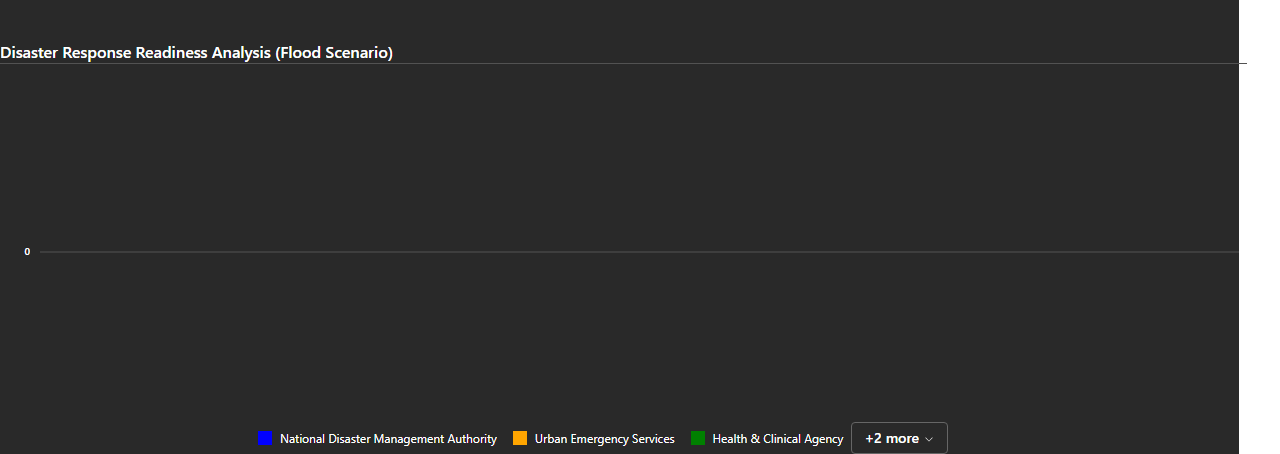 Disaster Response Readiness Analysis (Flood Scenario)
0
National Disaster Management Authority Urban Emergency Services Health & Clinical Agency +2 more